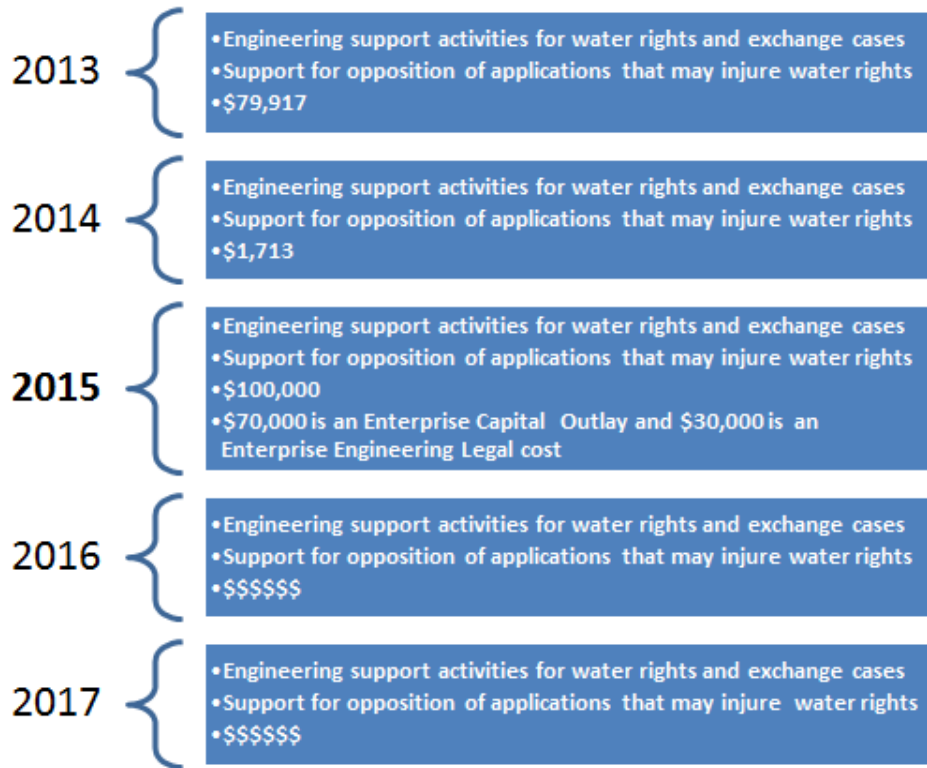 2013
•Engineering support activities for water rights and exchange cases
•Support for opposition of applications that may injure water rights
•$79,917
2014
•Engineering support activities for water rights and exchange cases
•Support for opposition of applications that may injure water rights
•$1,713
2015
•Engineering support activities for water rights and exchange cases
•Support for opposition of applications that may injure water rights
•$100,000
•$70,000 is an Enterprise Capital Outlay and $30,000 is an
Enterprise Engineering Legal cost
2016
•Engineering support activities for water rights and exchange cases
•Support for opposition of applications that may injure water rights
•$$$$$$
2017
•Engineering support activities for water rights and exchange cases
•Support for opposition of applications that may injure water rights
•$$$$$$